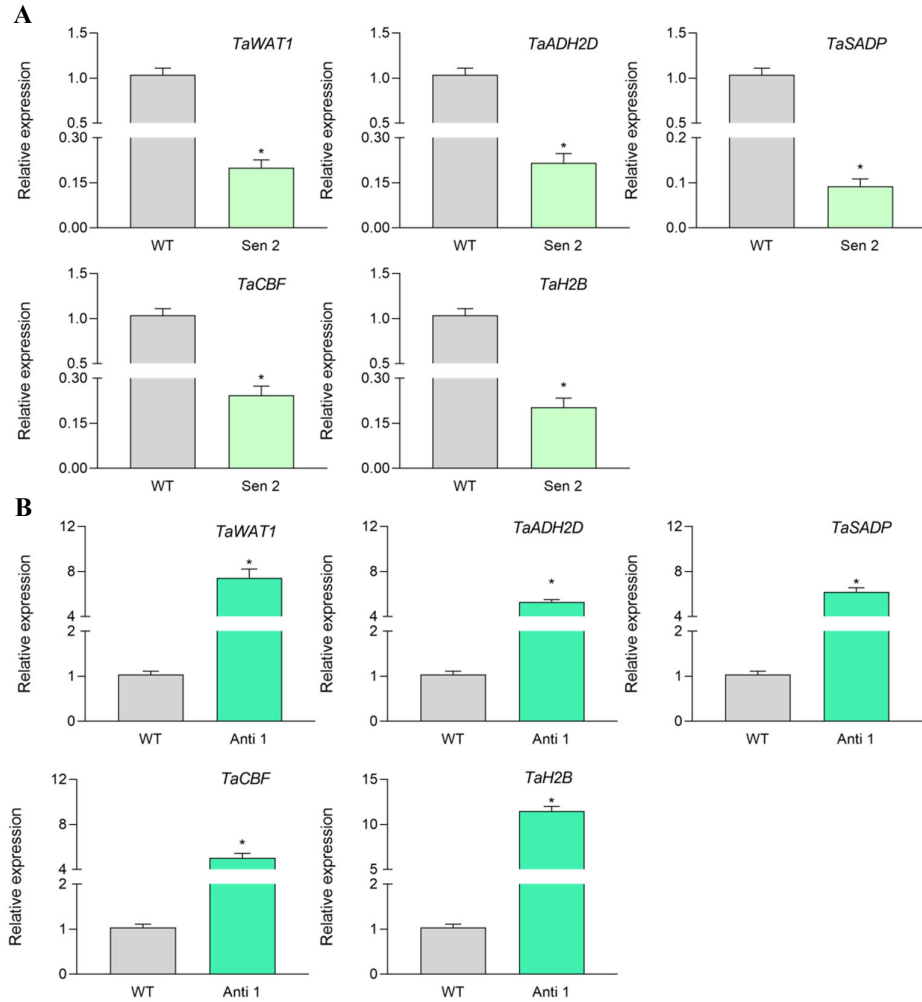 A
TaWAT1
Relative expression
1.5
1.0
0.5
0.30
0.15
0.00
*
WT
Sen 2
TaADH2D
Relative expression
1.5
1.0
0.5
0.30
0.15
0.00
*
WT
Sen 2
TaSADP
Relative expression
1.5
1.0
0.5
0.2
0.1
0.0
*
WT
Sen 2
TaCBF
Relative expression
1.5
1.0
0.5
0.30
0.15
0.00
*
WT
Sen 2
TaH2B
Relative expression
1.5
1.0
0.5
0.30
0.15
0.00
*
WT
Sen 2
B
TaWAT1
Relative expression
12
8
4
2
1
0
*
WT
Anti 1
TaADH2D
Relative expression
12
8
4
2
1
0
*
WT
Anti 1
TaSADP
Relative expression
12
8
4
2
1
0
*
WT
Anti 1
TaCBF
Relative expression
12
8
4
2
1
0
*
WT
Anti 1
TaH2B
Relative expression
15
10
5
2
1
0
*
WT
Anti 1